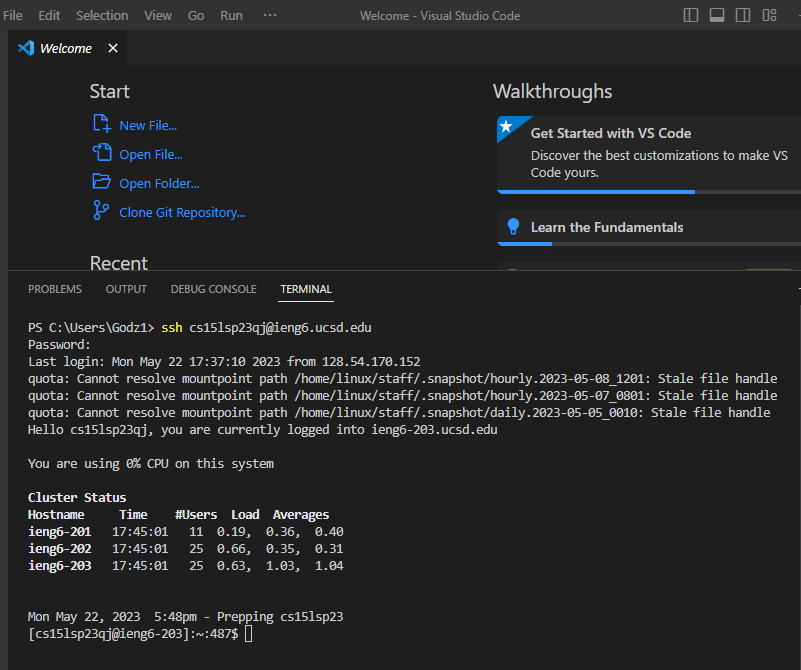 File Edit Selection View Go Run ··· Welcome - Visual Studio Code
Welcome
Start
New File...
Open File...
Open Folder...
Clone Git Repository...
Recent
Walkthroughs
Get Started with VS Code
Discover the best customizations to make VS
Code yours.
Learn the Fundamentals
PROBLEMS OUTPUT DEBUG CONSOLE TERMINAL
PS C:\Users\Godz1> ssh cs15lsp23qj@ieng6.ucsd.edu
Password:
Last login: Mon May 22 17:37:10 2023 from 128.54.170.152
quota: Cannot resolve mountpoint path /home/linux/staff/.snapshot/hourly.2023-05-08_1201: Stale file handle
quota: Cannot resolve mountpoint path /home/linux/staff/.snapshot/hourly.2023-05-07_0801: Stale file handle
quota: Cannot resolve mountpoint path /home/linux/staff/.snapshot/daily.2023-05-05_0010: Stale file handle
Hello cs15lsp23qj, you are currently logged into ieng6-203.ucsd.edu
You are using 0% CPU on this system
Cluster Status
Hostname Time #Users Load Averages
ieng6-201 17:45:01 11 0.19, 0.36, 0.40
ieng6-202 17:45:01 25 0.66, 0.35, 0.31
ieng6-203 17:45:01 25 0.63, 1.03, 1.04
Mon May 22, 2023 5:48pm - Prepping cs15lsp23
[cs15lsp23qj@ieng6-203]:~:487$